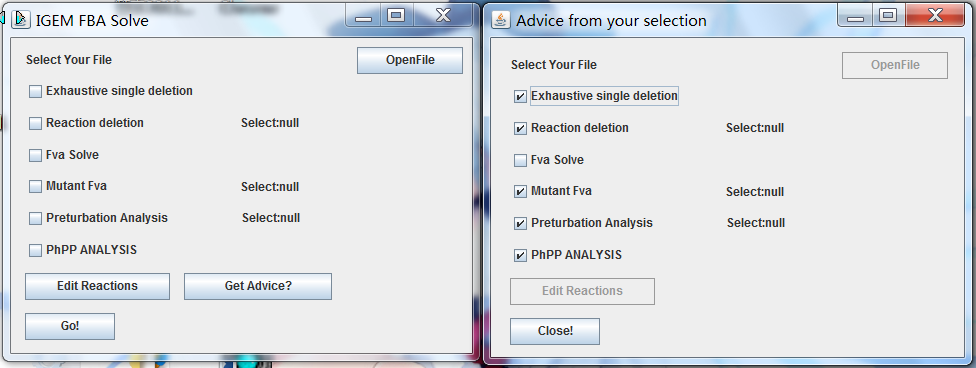 IGEM FBA Solve
Select Your File
OpenFile
Exhaustive single deletion
Reaction deletion
Select:null
Fva Solve
Mutant Fva
Select:null
Preturbation Analysis
Select:null
PhPP ANALYSIS
Edit Reactions
Get Advice?
Go!
Advice from your selection
Select Your File
OpenFile
Exhaustive single deletion
Reaction deletion
Select:null
Fva Solve
Mutant Fva
Select:null
Preturbation Analysis
Select:null
PhPP ANALYSIS
Edit Reactions
Close!